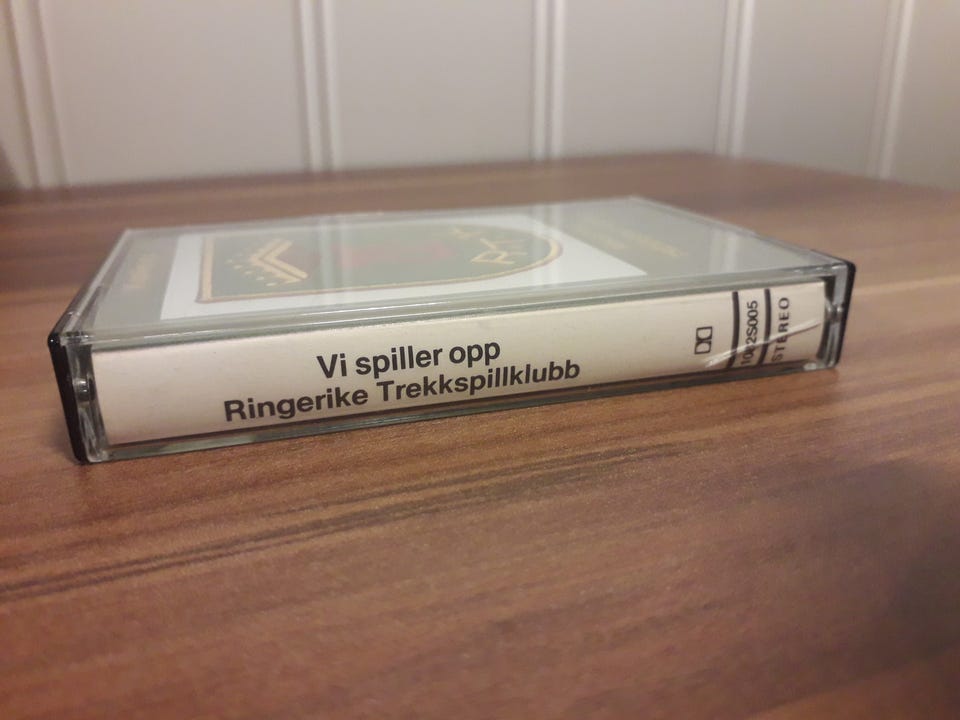 Vi spiller opp
Ringerike Trekkspillklubb
STEREO